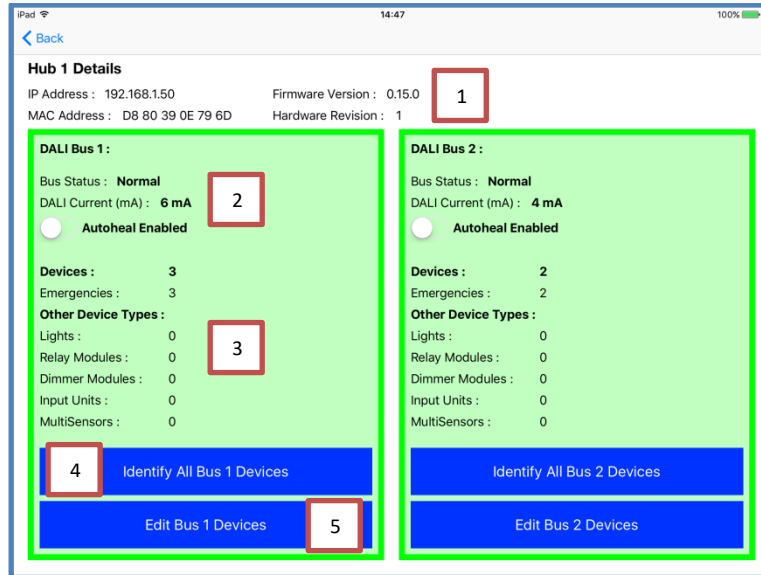 iPad 14:47 100%
Back
Hub 1 Details
IP Address : 192.168.1.50 Firmware Version : 0.15.0 1
MAC Address : D8 80 39 0E 79 6D Hardware Revision : 1
DALI Bus 1 :
Bus Status : Normal
DALI Current (mA) : 6 mA 2
Autoheal Enabled
Devices : 3
Emergencies : 3
Other Device Types :
Lights : 0
Relay Modules : 0 3
Dimmer Modules : 0
Input Units : 0
MultiSensors : 0
4 Identify All Bus 1 Devices
Edit Bus 1 Devices 5
DALI Bus 2 :
Bus Status : Normal
DALI Current (mA) : 4 mA
Autoheal Enabled
Devices : 2
Emergencies : 2
Other Device Types :
Lights : 0
Relay Modules : 0
Dimmer Modules : 0
Input Units : 0
MultiSensors : 0
Identify All Bus 2 Devices
Edit Bus 2 Devices